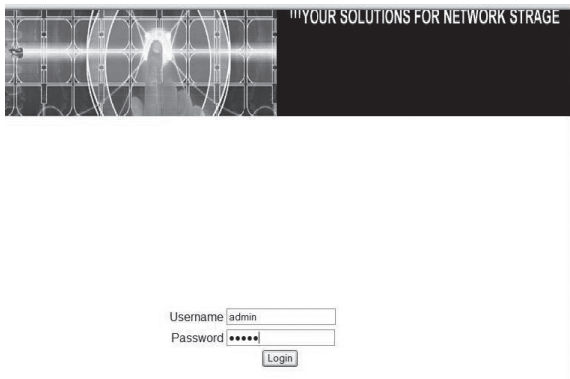 '''YOUR SOLUTIONS FOR NETWORK STRAGE
Username admin
Password •••••
Login